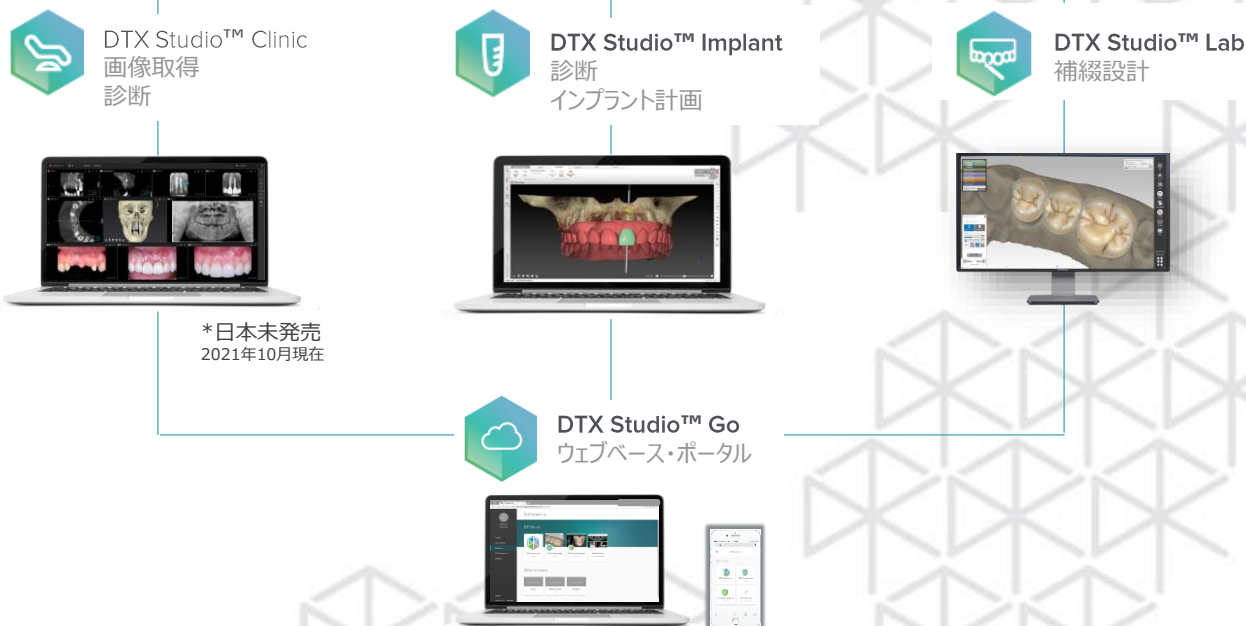 DTX Studio™ Clinic
画像取得
診断
DTX Studio™ Implant
診断
インプラント計画
DTX Studio™ Lab
補綴設計
*日本未発売
2021年10月現在
DTX Studio™ Go
ウェブベース・ポータル